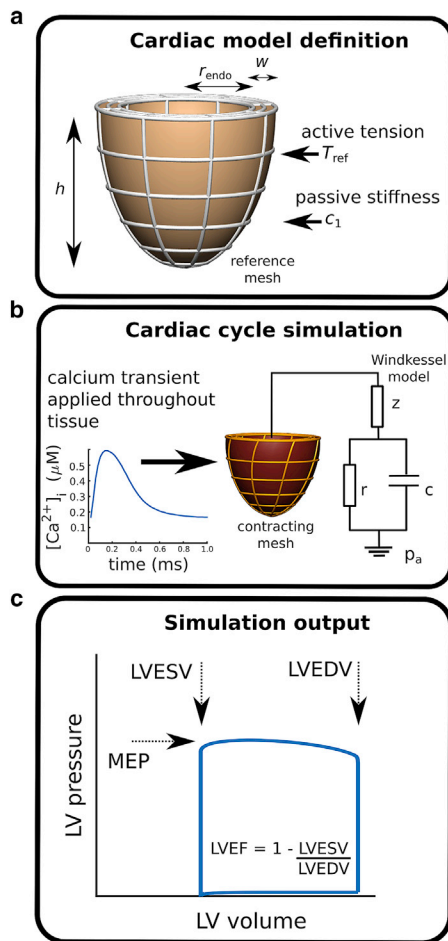 a
Cardiac model definition
r_endo
w
h
active tension
T_ref
passive stiffness
c_1
reference
mesh
b
Cardiac cycle simulation
Windkessel
model
calcium transient
applied throughout
tissue
z
r
c
p_a
contracting
mesh
[Ca²⁺]_i (µM)
0.5
0.4
0.3
0.2
0.1
0
0.2
0.4
0.6
0.8
1.0
time (ms)
c
Simulation output
LVESV
LVEDV
MEP
LV pressure
LVEF = 1 - LVESV
LVEDV
LV volume